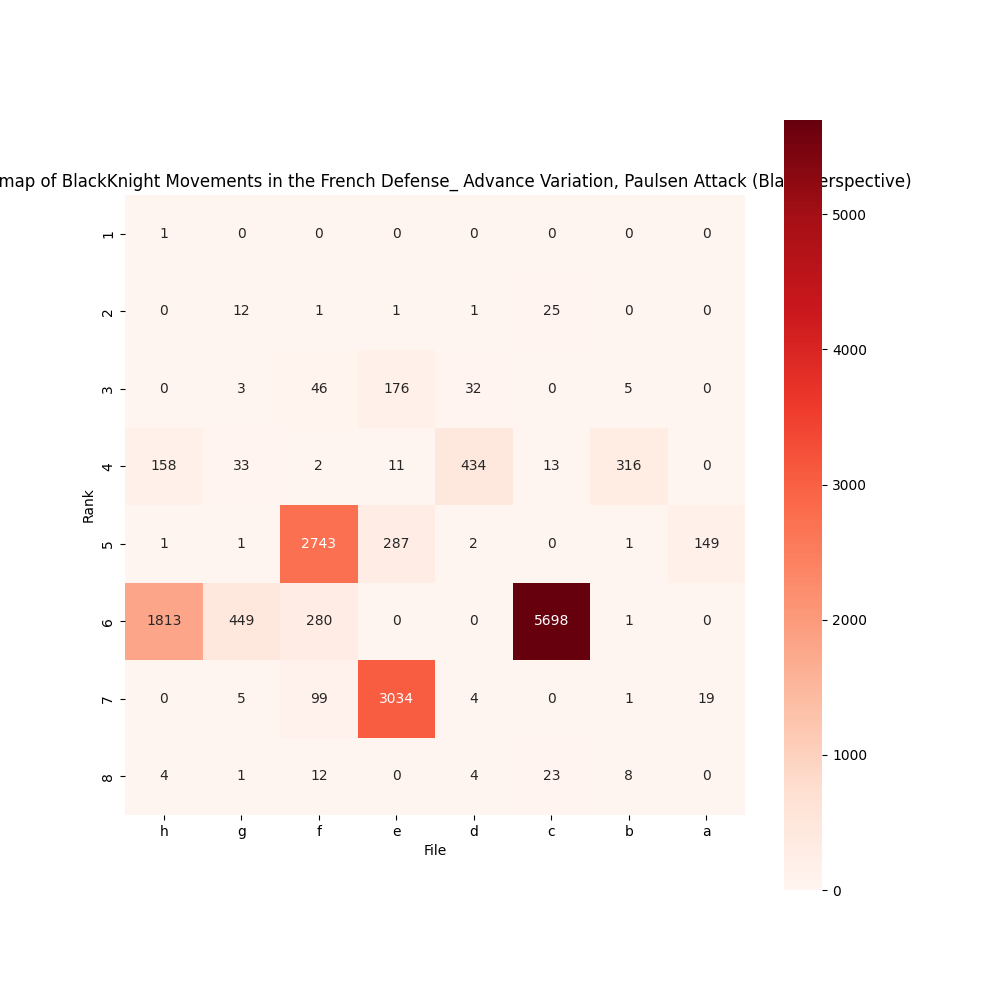 map of BlackKnight Movements in the French Defense_ Advance Variation, Paulsen Attack (Bla erspective)
Rank
1 1 0 0 0 0 0 0 0
2 0 12 1 1 1 25 0 0
3 0 3 46 176 32 0 5 0
4 158 33 2 11 434 13 316 0
5 1 1 2743 287 2 0 1 149
6 1813 449 280 0 0 5698 1 0
7 0 5 99 3034 4 0 1 19
8 4 1 12 0 4 23 8 0
h g f e d c b a
File
5000
4000
3000
2000
1000
0